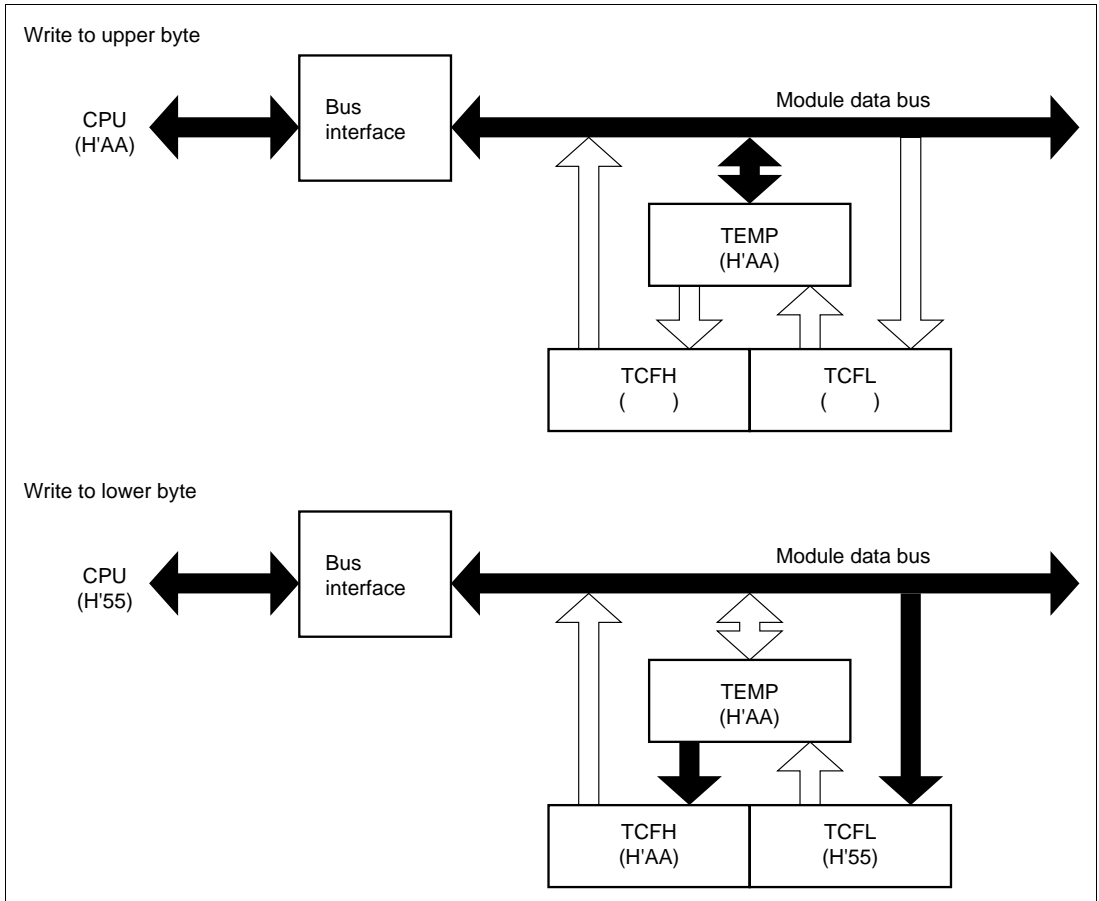 Write to upper byte
CPU
(H'AA)
Bus
interface
Module data bus
TEMP
(H'AA)
TCFH
(      )
TCFL
(      )
Write to lower byte
CPU
(H'55)
Bus
interface
Module data bus
TEMP
(H'AA)
TCFH
(H'AA)
TCFL
(H'55)